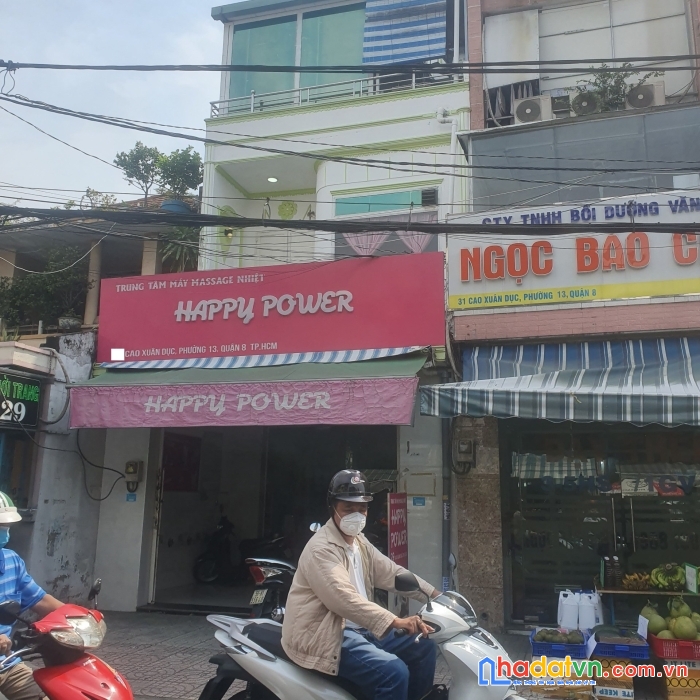 TRUNG TÂM MÁY MASSAGE NHIỆT
HAPPY POWER
CAO XUÂN DỤC, PHƯỜNG 13, QUẬN 8 TP.HCM
HAPPY POWER
CTY TNHH BỒI DƯỠNG VĂN
NGỌC BAO C
31 CAO XUÂN DỤC, PHƯỜNG 13, QUẬN 8
TRANG
29
HAPPY POWER
nhadatvn.com.vn